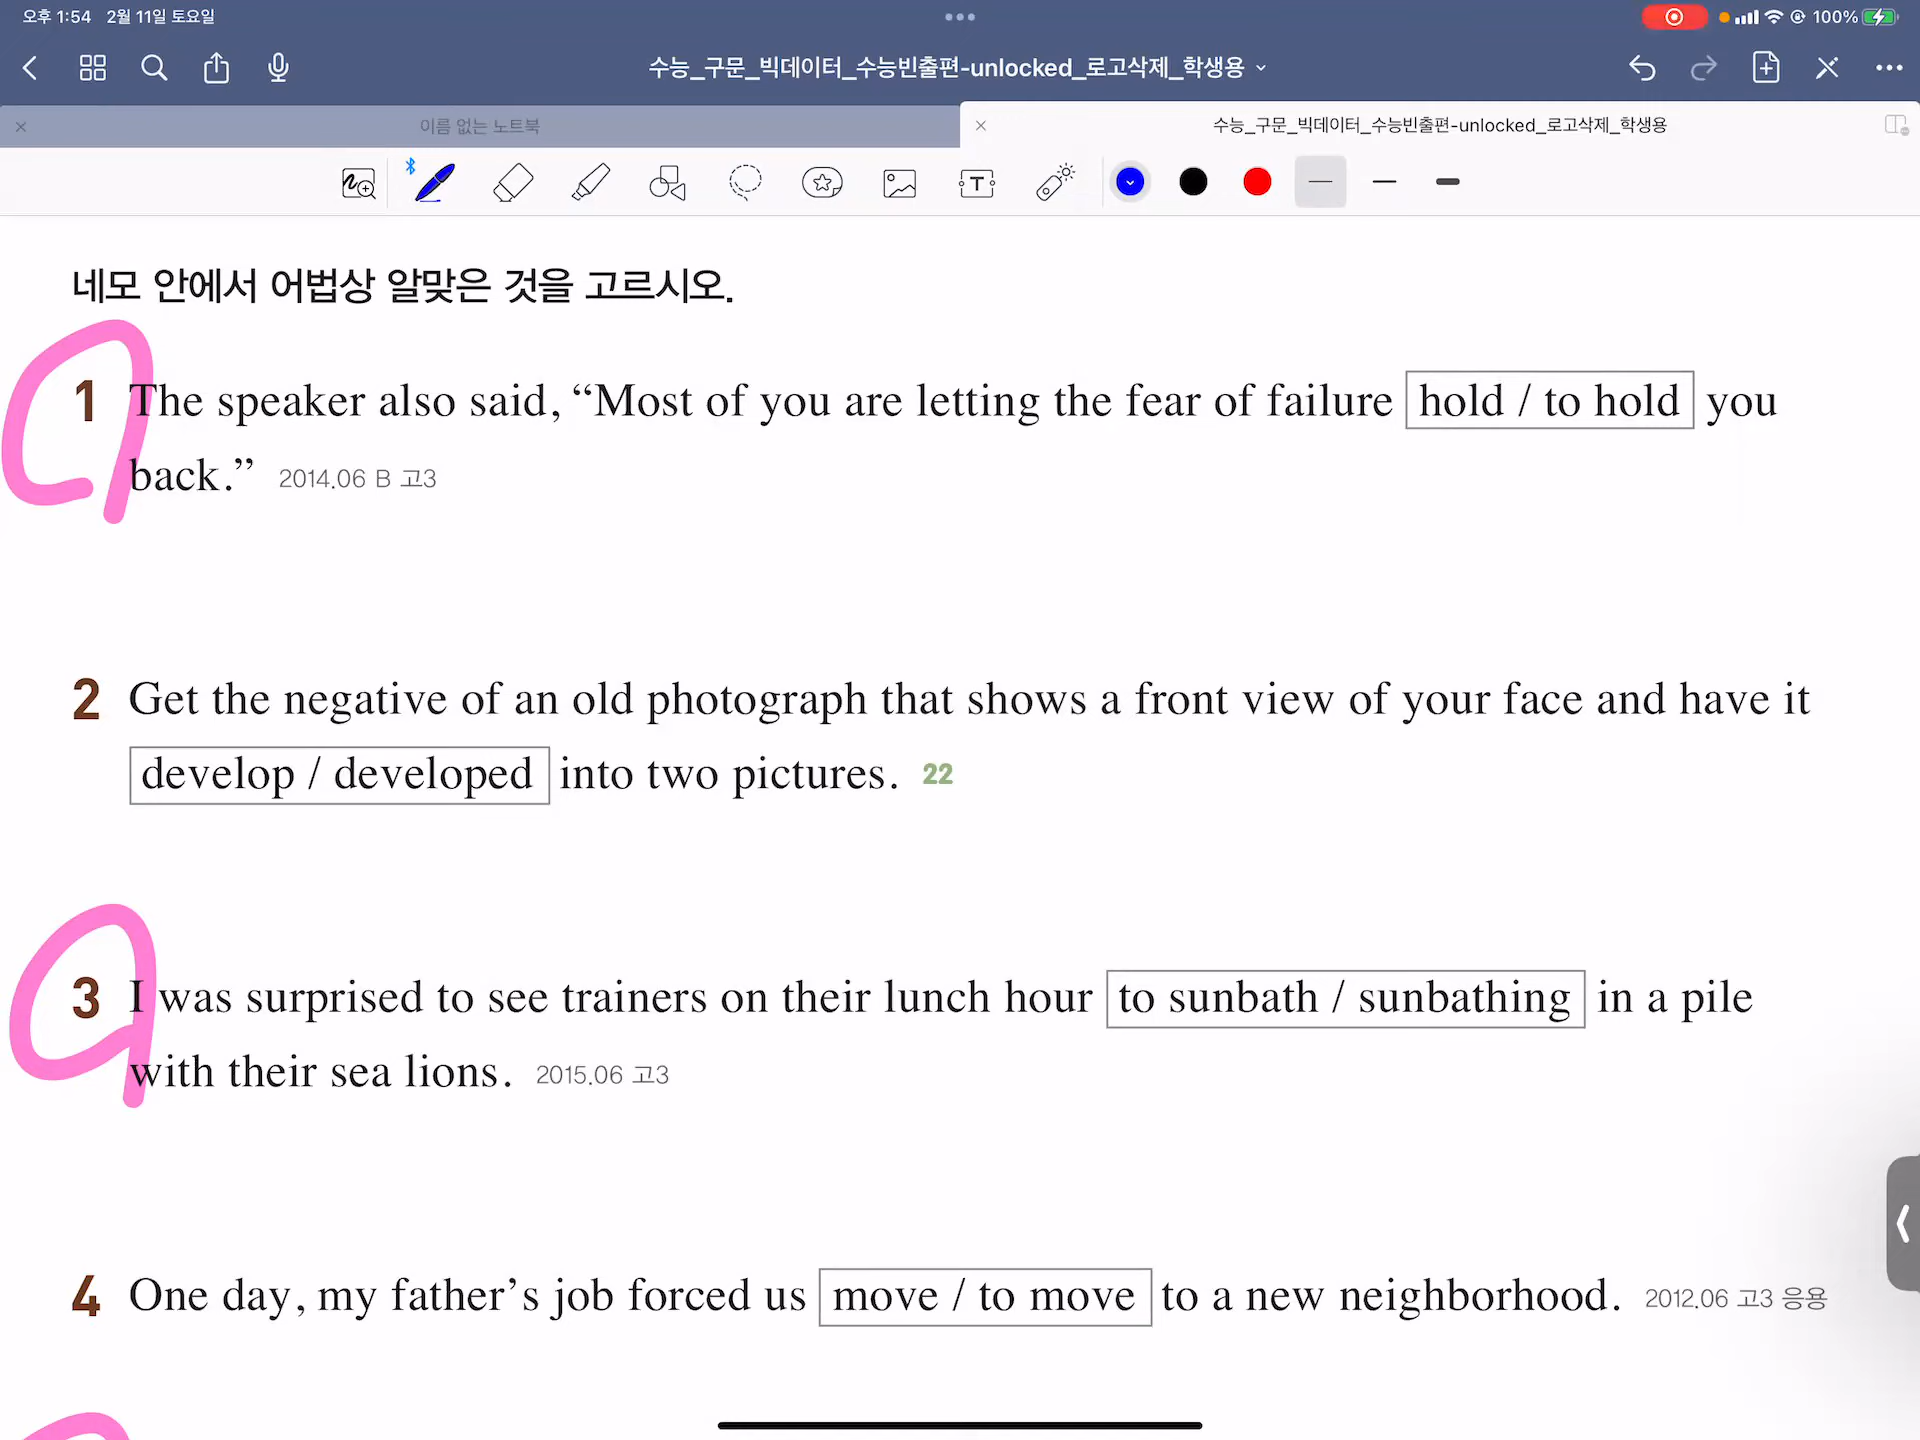 오후 1:54 2월 11일 토요일
100%
수능_구문_빅데이터_수능빈출편-unlocked_로고삭제_학생용
이름 없는 노트북
수능_구문_빅데이터_수능빈출편-unlocked_로고삭제_학생용
네모 안에서 어법상 알맞은 것을 고르시오.
1 The speaker also said, “Most of you are letting the fear of failure hold / to hold you
back.” 2014.06 B 고3
2 Get the negative of an old photograph that shows a front view of your face and have it
develop / developed into two pictures. 22
3 I was surprised to see trainers on their lunch hour to sunbath / sunbathing in a pile
with their sea lions. 2015.06 고3
4 One day, my father’s job forced us move / to move to a new neighborhood. 2012.06 고3 응용